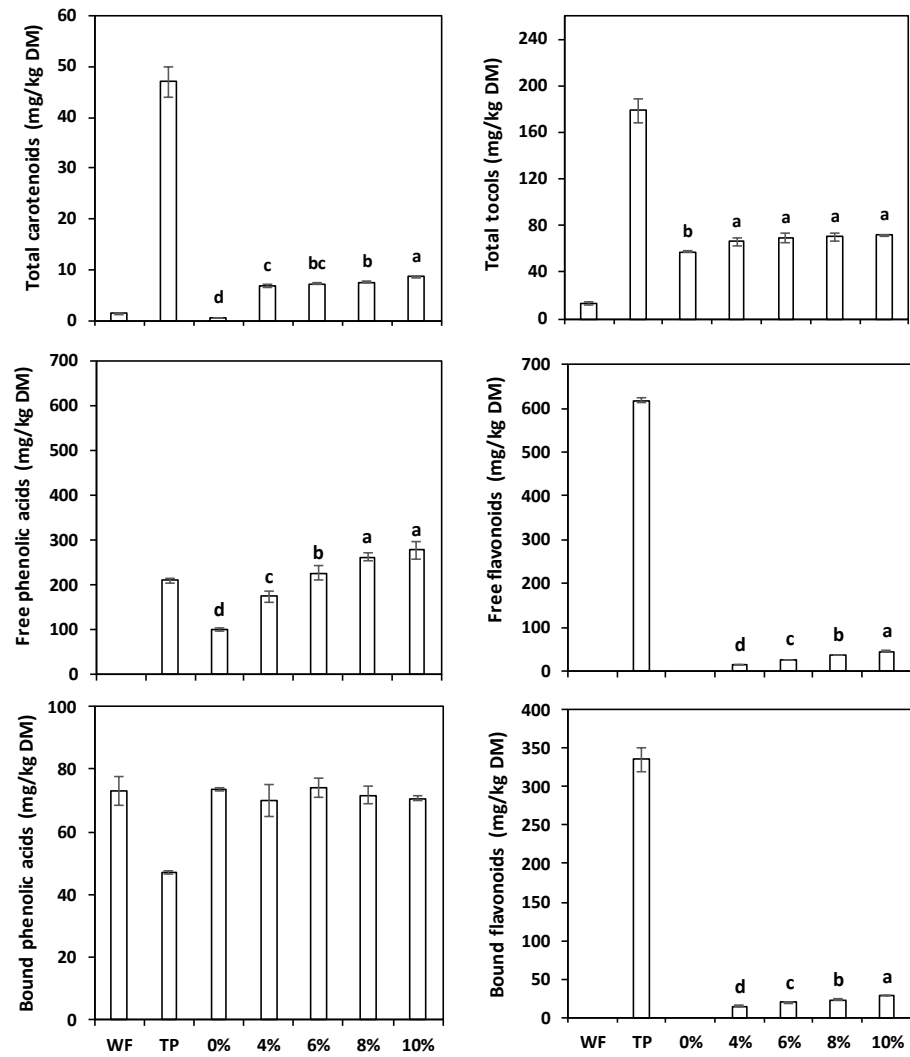 Total carotenoids (mg/kg DM)
60
50
40
30
20
10
0
d
c
bc
b
a
Total tocols (mg/kg DM)
240
200
160
120
80
40
0
b
a
a
a
a
Free phenolic acids (mg/kg DM)
700
600
500
400
300
200
100
0
d
c
b
a
a
Free flavonoids (mg/kg DM)
700
600
500
400
300
200
100
0
d
c
b
a
Bound phenolic acids (mg/kg DM)
100
80
60
40
20
0
WF TP 0% 4% 6% 8% 10%
Bound flavonoids (mg/kg DM)
400
350
300
250
200
150
100
50
0
d
c
b
a
WF TP 0% 4% 6% 8% 10%